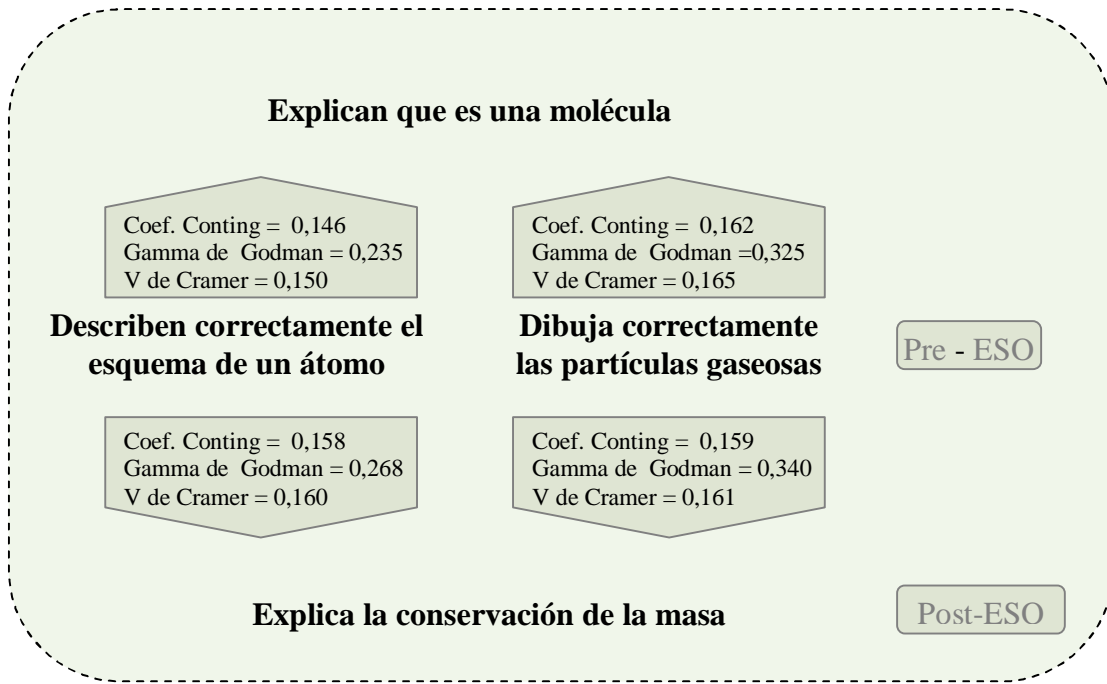 Explican que es una molécula
Coef. Conting = 0,146
Gamma de Godman = 0,235
V de Cramer = 0,150
Coef. Conting = 0,162
Gamma de Godman =0,325
V de Cramer = 0,165
Describen correctamente el
esquema de un átomo
Dibuja correctamente
las partículas gaseosas
Pre - ESO
Coef. Conting = 0,158
Gamma de Godman = 0,268
V de Cramer = 0,160
Coef. Conting = 0,159
Gamma de Godman = 0,340
V de Cramer = 0,161
Explica la conservación de la masa
Post-ESO